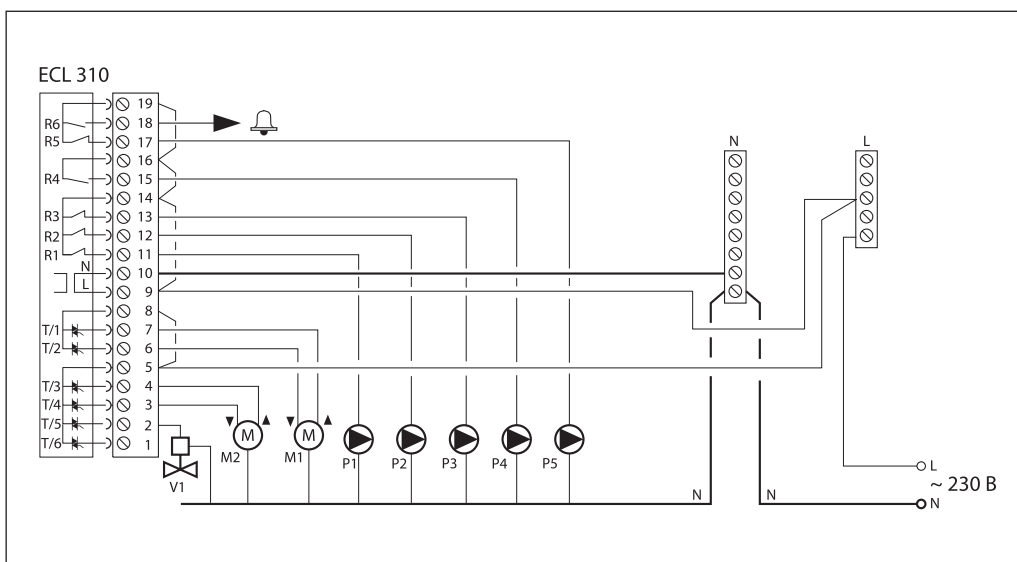 ECL 310
19
R6 18
R5 17
16
R4 15
14
R3 13
R2 12
R1 11
N 10
L 9
8
T/1 7
T/2 6
5
T/3 4
T/4 3
T/5 2
T/6 1
N
L
M
M2
M
M1
P1
P2
P3
P4
P5
V1
N
N
L
~ 230 В
N